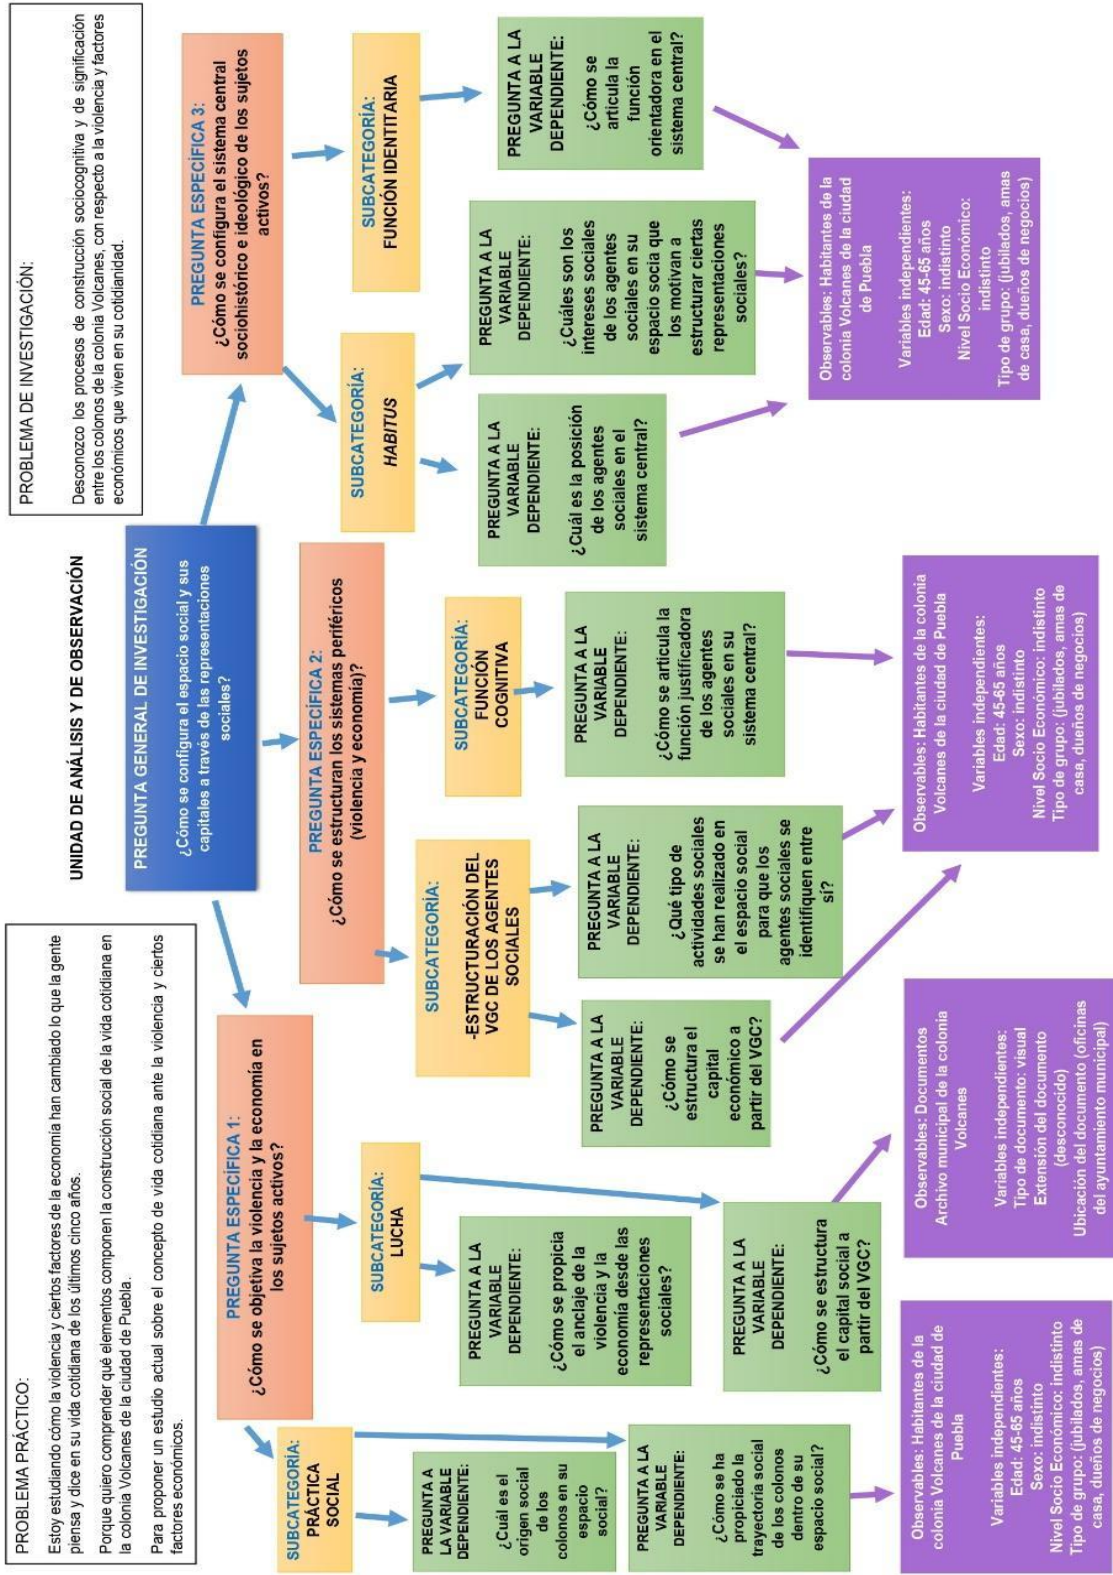 PROBLEMA PRÁCTICO:
Estoy estudiando cómo la violencia y ciertos factores de la economía han cambiado lo que la gente
piensa y dice en su vida cotidiana de los últimos cinco años.
Porque quiero comprender qué elementos componen la construcción social de la vida cotidiana en
la colonia Volcanes de la ciudad de Puebla.
Para proponer un estudio actual sobre el concepto de vida cotidiana ante la violencia y ciertos
factores económicos.
UNIDAD DE ANÁLISIS Y DE OBSERVACIÓN
PROBLEMA DE INVESTIGACIÓN:
Desconozco los procesos de construcción sociocognitiva y de significación
entre los colonos de la colonia Volcanes, con respecto a la violencia y factores
económicos que viven en su cotidianidad.
PREGUNTA GENERAL DE INVESTIGACIÓN
¿Cómo se configura el espacio social y sus
capitales a través de las representaciones
sociales?
PREGUNTA ESPECÍFICA 1:
¿Cómo se objetiva la violencia y la economía en
los sujetos activos?
SUBCATEGORÍA:
PRÁCTICA
SOCIAL
PREGUNTA A
LA VARIABLE
DEPENDIENTE:
¿Cuál es el
origen social
de los
colonos en su
espacio
social?
PREGUNTA A LA
VARIABLE
DEPENDIENTE:
¿Cómo se ha
propiciado la
trayectoria social
de los colonos
dentro de su
espacio social?
SUBCATEGORÍA:
LUCHA
PREGUNTA A LA
VARIABLE
DEPENDIENTE:
¿Cómo se propicia
el anclaje de la
violencia y la
economía desde las
representaciones
sociales?
PREGUNTA A LA
VARIABLE
DEPENDIENTE:
¿Cómo se estructura
el capital social a
partir del VGC?
Observables: Habitantes de la
colonia Volcanes de la ciudad de
Puebla
Variables independientes:
Edad: 45-65 años
Sexo: indistinto
Nivel Socio Económico: indistinto
Tipo de grupo: (jubilados, amas de
casa, dueños de negocios)
Observables: Documentos
Archivo municipal de la colonia
Volcanes
Variables independientes:
Tipo de documento: visual
Extensión del documento
(desconocido)
Ubicación del documento (oficinas
del ayuntamiento municipal)
PREGUNTA ESPECÍFICA 2:
¿Cómo se estructuran los sistemas periféricos
(violencia y economía)?
SUBCATEGORÍA:
-ESTRUCTURACIÓN DEL
VGC DE LOS AGENTES
SOCIALES
PREGUNTA A LA
VARIABLE
DEPENDIENTE:
¿Cómo se
estructura el
capital
económico a
partir del VGC?
PREGUNTA A LA VARIABLE
DEPENDIENTE:
¿Qué tipo de
actividades sociales
se han realizado en
el espacio social
para que los
agentes sociales se
identifiquen entre
sí?
SUBCATEGORÍA:
FUNCIÓN
COGNITIVA
PREGUNTA A LA
VARIABLE
DEPENDIENTE:
¿Cómo se articula la
función justificadora
de los agentes
sociales en su
sistema central?
Observables: Habitantes de la colonia
Volcanes de la ciudad de Puebla
Variables independientes:
Edad: 45-65 años
Sexo: indistinto
Nivel Socio Económico: indistinto
Tipo de grupo: (jubilados, amas de
casa, dueños de negocios)
PREGUNTA ESPECÍFICA 3:
¿Cómo se configura el sistema central
sociohistórico e ideológico de los sujetos
activos?
SUBCATEGORÍA:
HABITUS
PREGUNTA A LA
VARIABLE
DEPENDIENTE:
¿Cuál es la posición
de los agentes
sociales en el
sistema central?
PREGUNTA A LA
VARIABLE
DEPENDIENTE:
¿Cuáles son los
intereses sociales
de los agentes
sociales en su
espacio socia que
los motivan a
estructurar ciertas
representaciones
sociales?
SUBCATEGORÍA:
FUNCIÓN IDENTITARIA
PREGUNTA A LA
VARIABLE
DEPENDIENTE:
¿Cómo se
articula la
función
orientadora en el
sistema central?
Observables: Habitantes de la
colonia Volcanes de la ciudad
de Puebla
Variables independientes:
Edad: 45-65 años
Sexo: indistinto
Nivel Socio Económico:
indistinto
Tipo de grupo: (jubilados, amas
de casa, dueños de negocios)